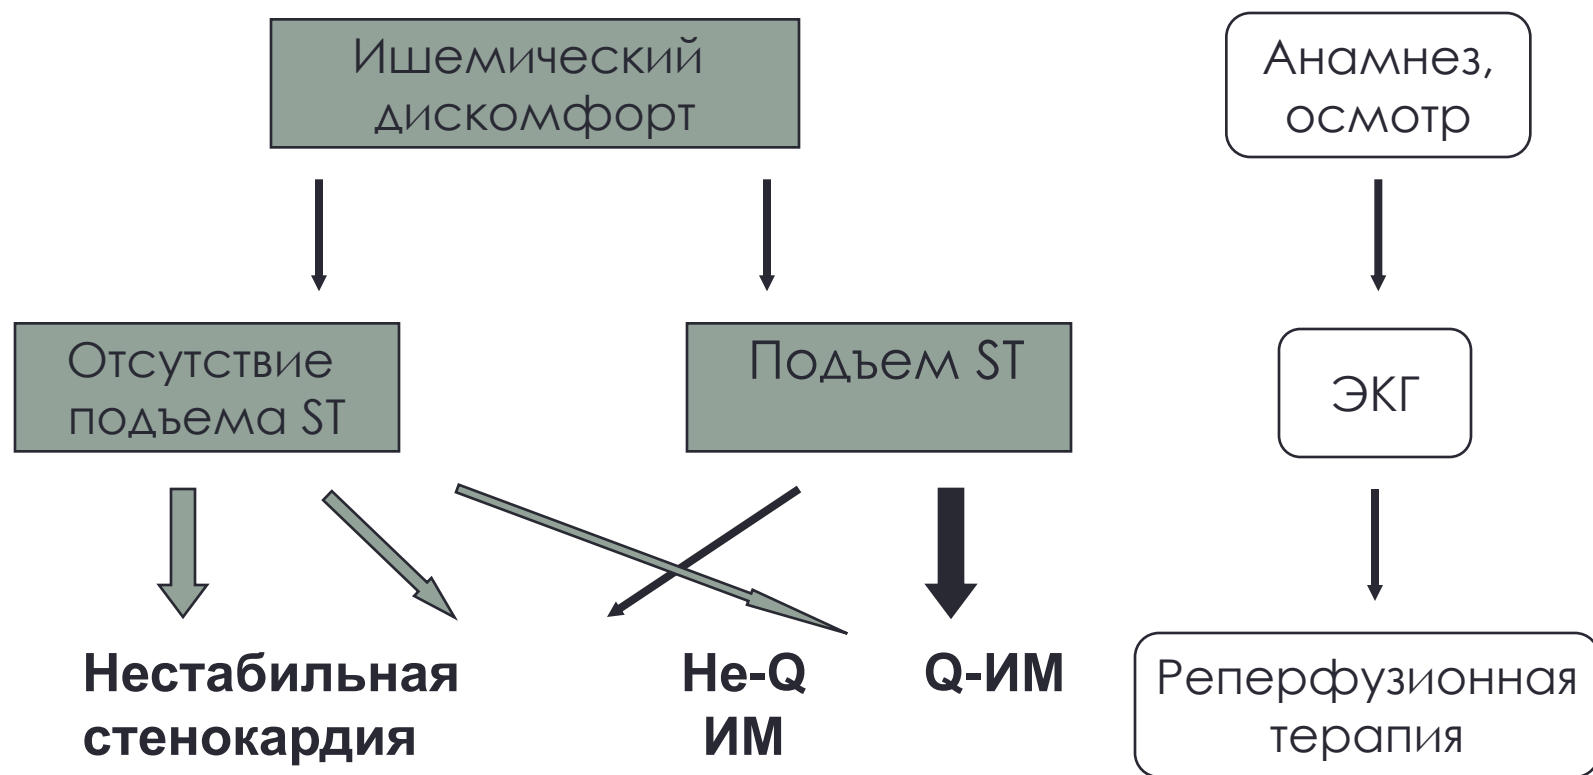 Ишемический
дискомфорт
Анамнез,
осмотр
Отсутствие
подъема ST
Подъем ST
ЭКГ
Нестабильная
стенокардия
Не-Q
ИМ
Q-ИМ
Реперфузионная
терапия